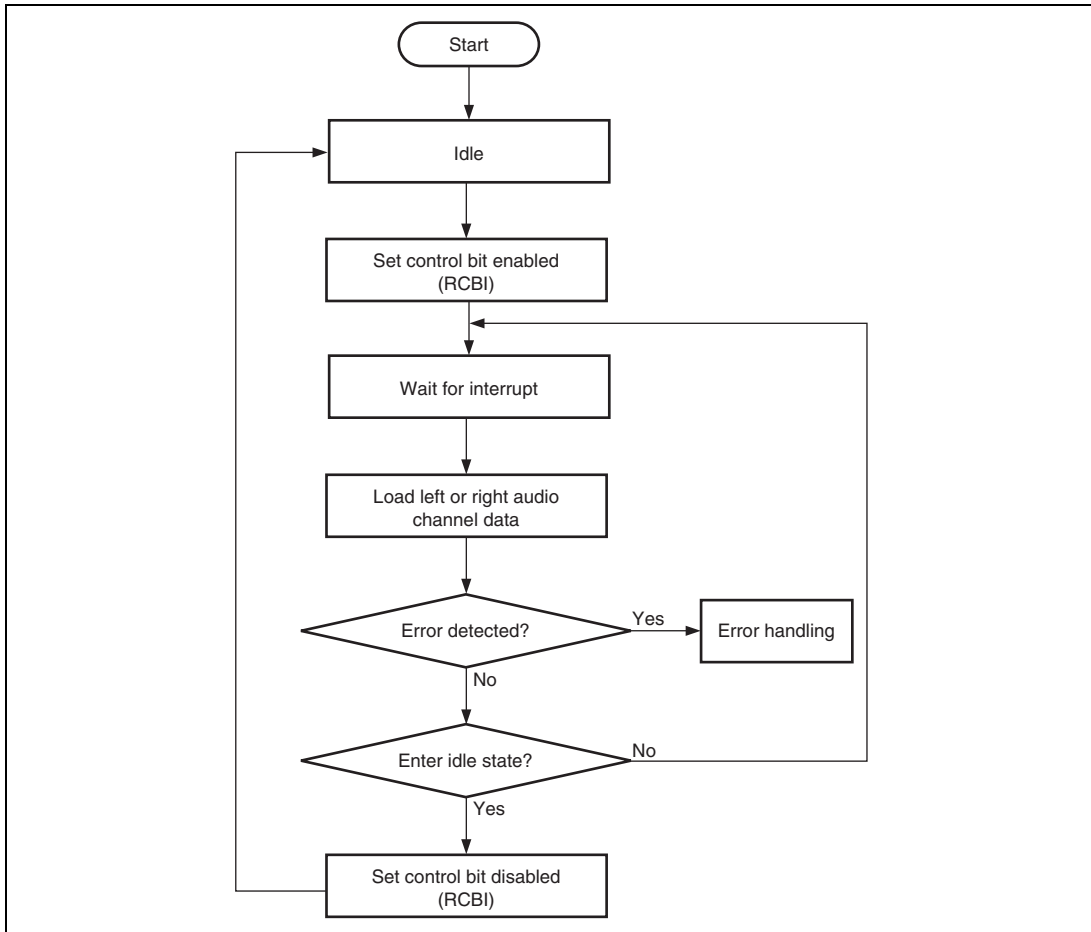 Start
Idle
Set control bit enabled
(RCBI)
Wait for interrupt
Load left or right audio
channel data
Error detected?
Yes
Error handling
No
Enter idle state?
No
Yes
Set control bit disabled
(RCBI)